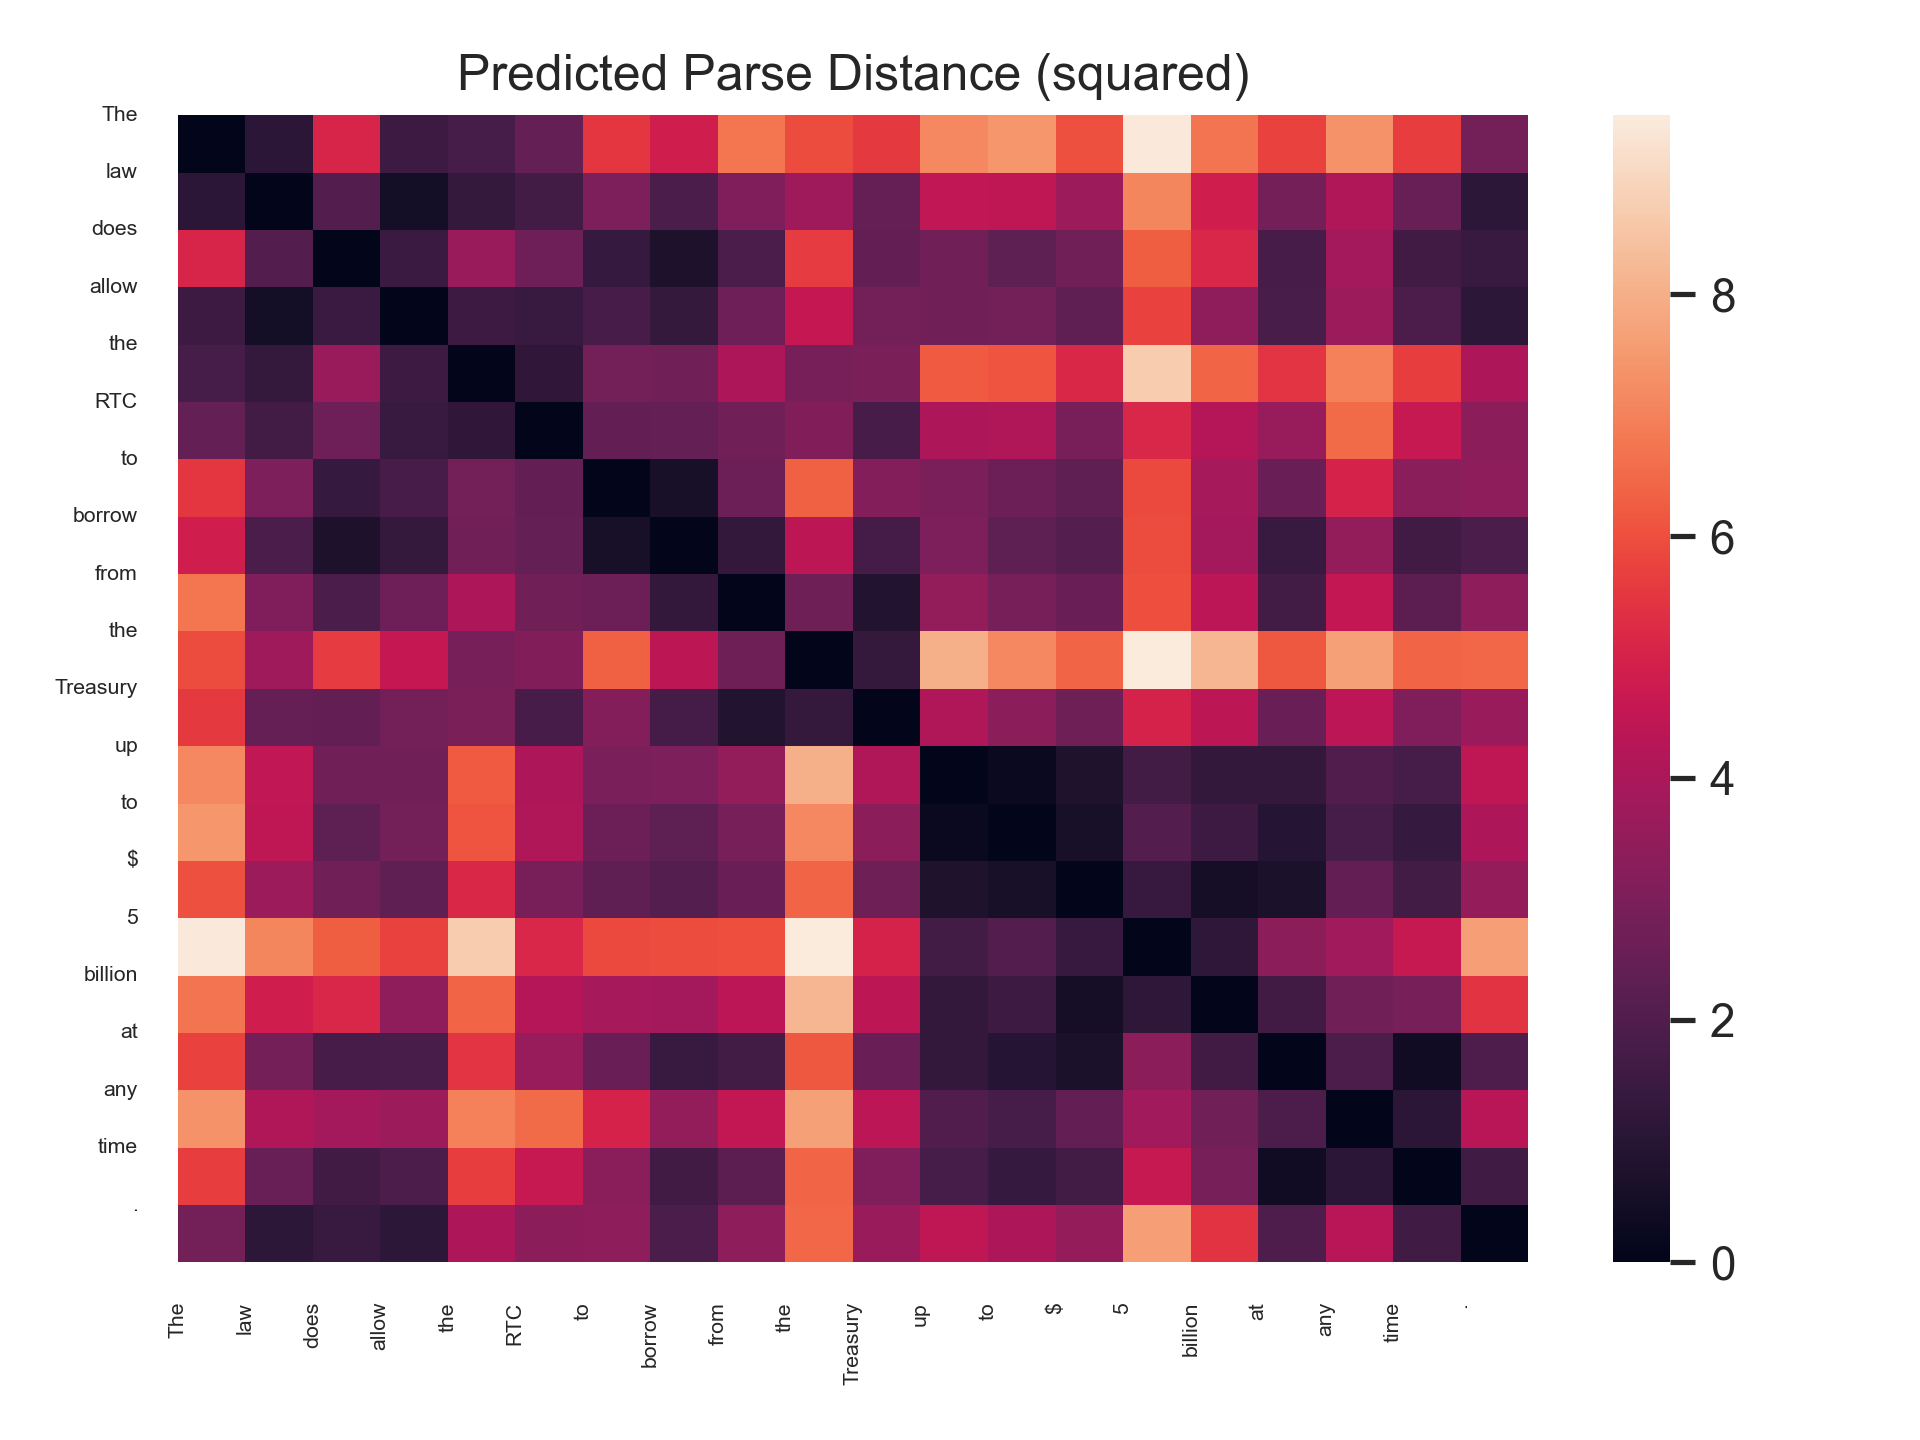 Predicted Parse Distance (squared)
The
law
does
allow
the
RTC
to
borrow
from
the
Treasury
up
to
$
5
billion
at
any
time
.
8
6
4
2
0
The law does allow the RTC to borrow from the Treasury up to $ 5 billion at any time .